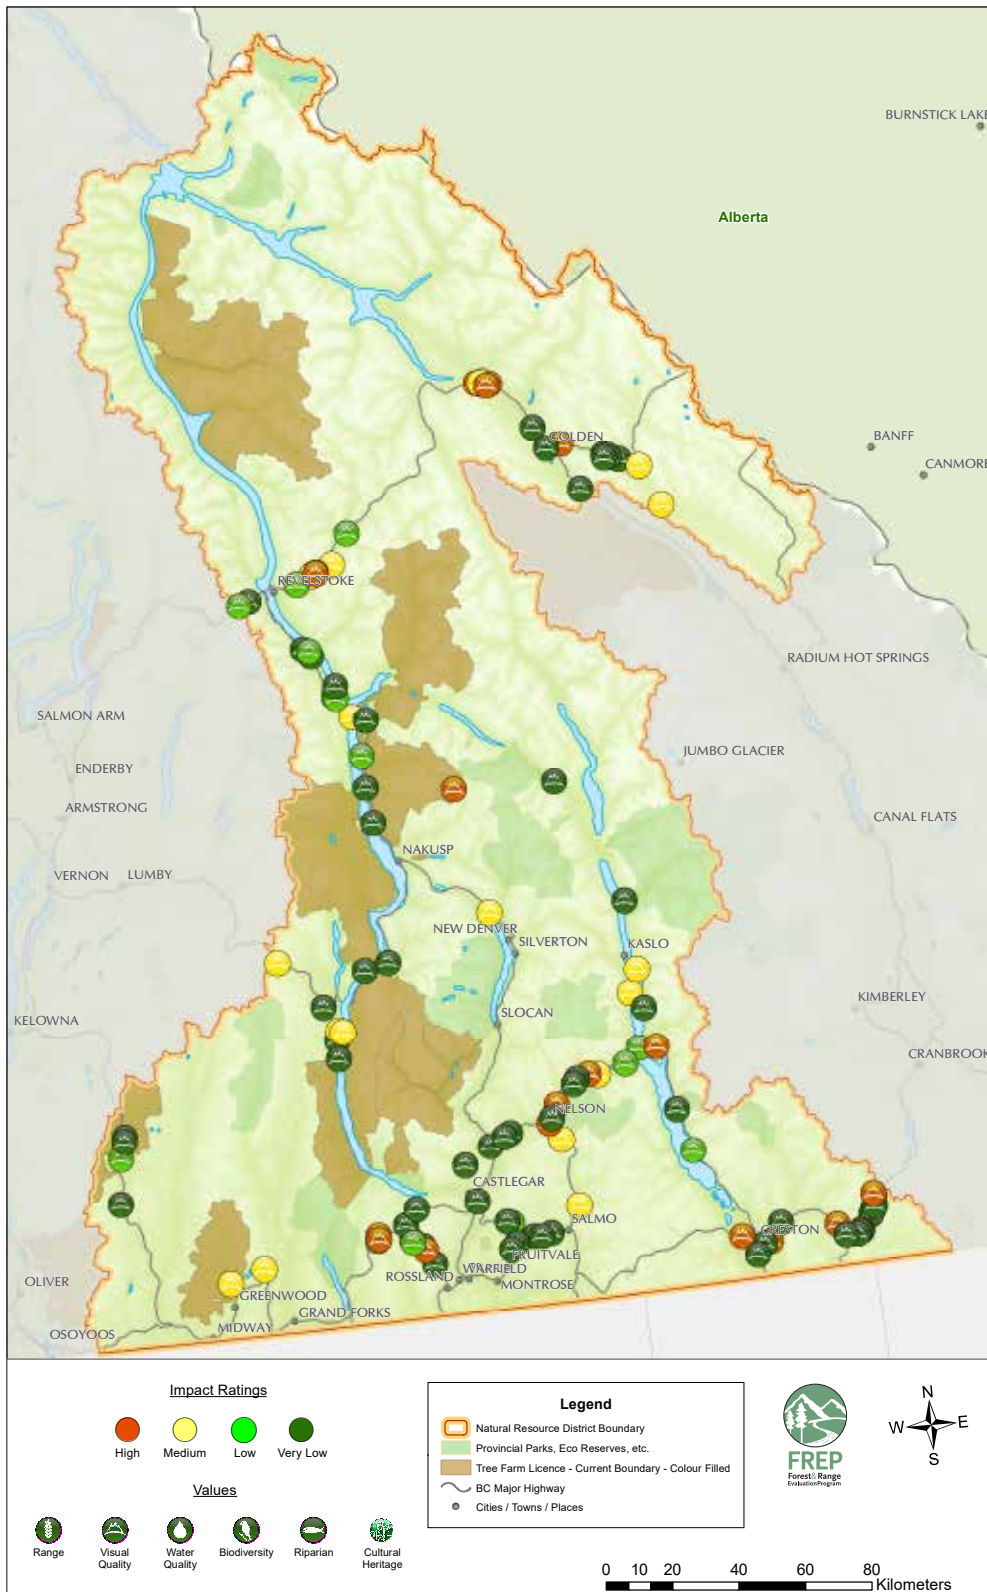 BURNSTICK LAKE
Alberta
BANFF
GOLDEN
CANMORE
REVELSTOKE
RADIUM HOT SPRINGS
SALMON ARM
JUMBO GLACIER
ENDERBY
ARMSTRONG
CANAL FLATS
NAKUSP
VERNON
LUMBY
NEW DENVER
SILVERTON
KASLO
KIMBERLEY
SLOCAN
KELOWNA
CRANBROOK
NELSON
CASTLEGAR
SALMO
CRESTON
FRUITVALE
WARFIELD
ROSSLAND
MONTROSE
OLIVER
GREENWOOD
GRAND FORKS
MIDWAY
OSOYOOS
Impact Ratings
High
Medium
Low
Very Low
Values
Range
Visual
Quality
Water
Quality
Biodiversity
Riparian
Cultural
Heritage
Legend
Natural Resource District Boundary
Provincial Parks, Eco Reserves, etc.
Tree Farm Licence - Current Boundary - Colour Filled
BC Major Highway
Cities / Towns / Places
FREP
Forest & Range
Evaluation Program
N
W
E
S
0 10 20 40 60 80
Kilometers